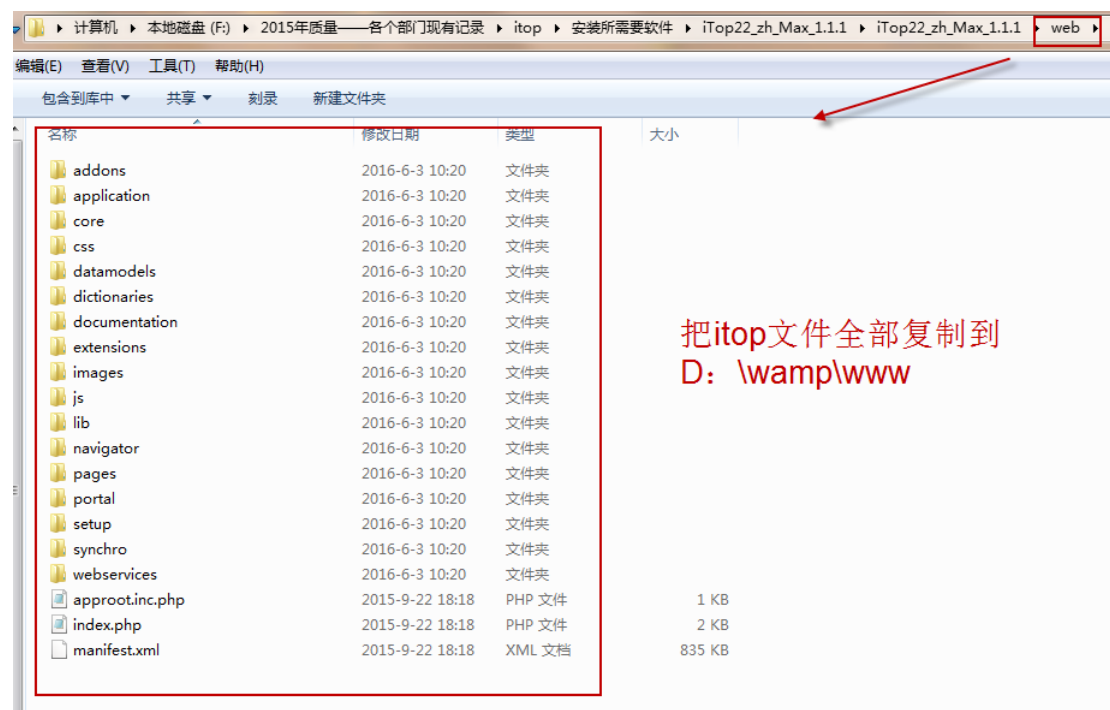 计算机 本地磁盘 (F:) 2015年质量——各个部门现有记录 itop 安装所需要软件 iTop22_zh_Max_1.1.1 iTop22_zh_Max_1.1.1 web
编辑(E) 查看(V) 工具(T) 帮助(H)
包含到库中 共享 刻录 新建文件夹
名称 修改日期 类型 大小
addons 2016-6-3 10:20 文件夹
application 2016-6-3 10:20 文件夹
core 2016-6-3 10:20 文件夹
css 2016-6-3 10:20 文件夹
datamodels 2016-6-3 10:20 文件夹
dictionaries 2016-6-3 10:20 文件夹
documentation 2016-6-3 10:20 文件夹
extensions 2016-6-3 10:20 文件夹
images 2016-6-3 10:20 文件夹
js 2016-6-3 10:20 文件夹
lib 2016-6-3 10:20 文件夹
navigator 2016-6-3 10:20 文件夹
pages 2016-6-3 10:20 文件夹
portal 2016-6-3 10:20 文件夹
setup 2016-6-3 10:20 文件夹
synchro 2016-6-3 10:20 文件夹
webservices 2016-6-3 10:20 文件夹
approot.inc.php 2015-9-22 18:18 PHP 文件 1 KB
index.php 2015-9-22 18:18 PHP 文件 2 KB
manifest.xml 2015-9-22 18:18 XML 文档 835 KB
把itop文件全部复制到
D：\wamp\www